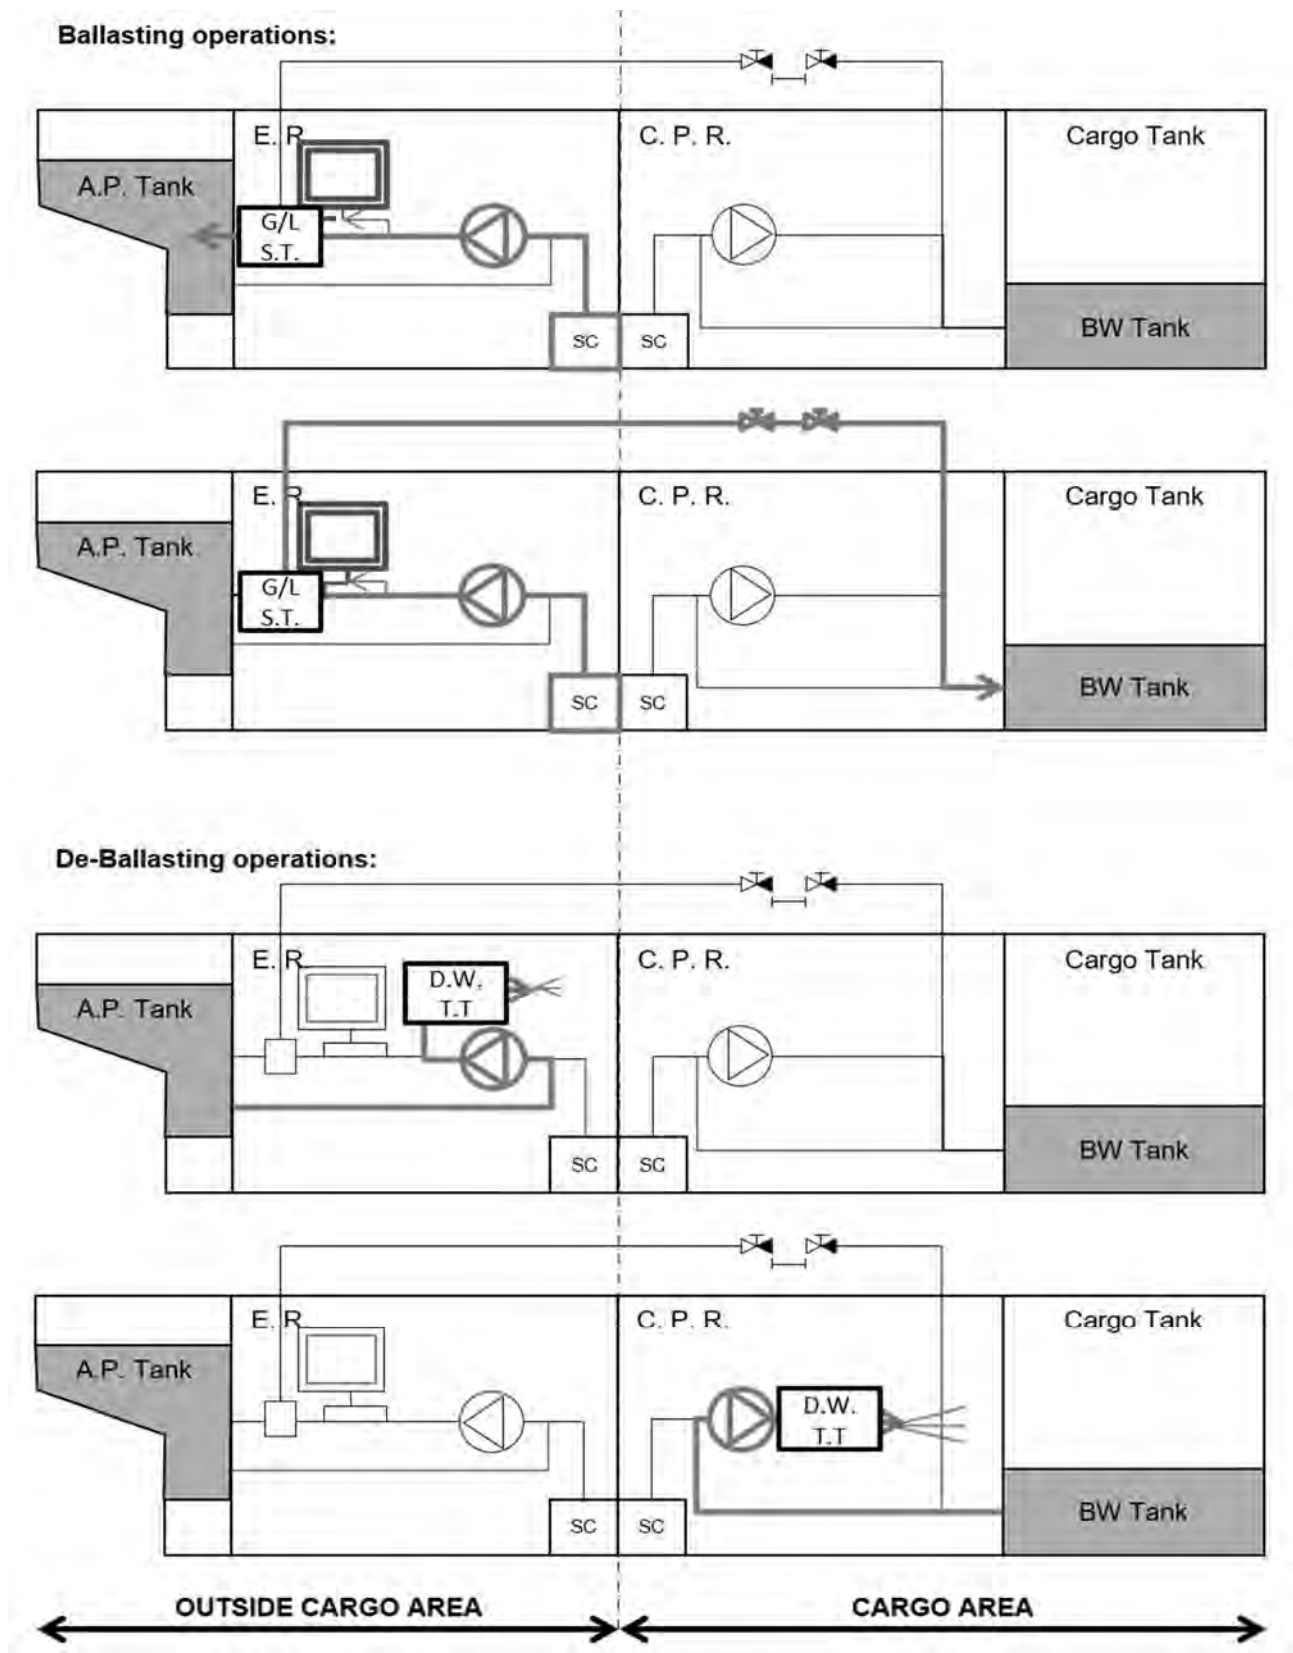 Ballasting operations:
E. R.
C. P. R.
Cargo Tank
A.P. Tank
G/L
S.T.
SC
SC
BW Tank
E. R
C. P. R.
Cargo Tank
A.P. Tank
G/L
S.T.
SC
SC
BW Tank
De-Ballasting operations:
E. R.
C. P. R.
Cargo Tank
D.W.
T.T
A.P. Tank
SC
SC
BW Tank
E. R.
C. P. R.
Cargo Tank
A.P. Tank
D.W.
T.T
SC
SC
BW Tank
OUTSIDE CARGO AREA
CARGO AREA